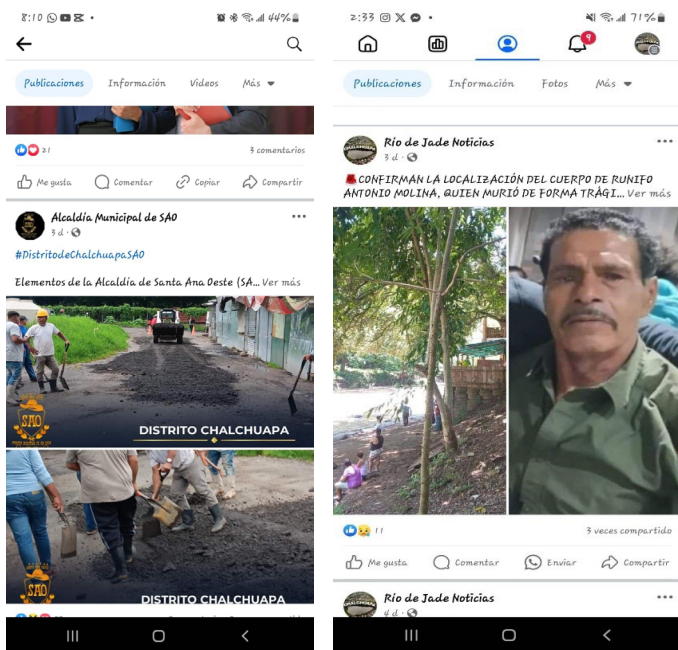 8:10
44%
Publicaciones Información Videos Más
21 3 comentarios
Me gusta Comentar Copiar Compartir
Alcaldía Municipal de SAO
3 d
#DistritodeChalchuapaSAO
Elementos de la Alcaldía de Santa Ana Oeste (SA... Ver más
SAO
DISTRITO CHALCHUAPA
SAO
DISTRITO CHALCHUAPA
2:33
71%
9
Publicaciones Información Fotos Más
Río de Jade Noticias
3 d
CONFIRMAN LA LOCALIZACIÓN DEL CUERPO DE RUNIFO
ANTONIO MOLINA, QUIEN MURIÓ DE FORMA TRÁGI... Ver más
11 3 veces compartido
Me gusta Comentar Enviar Compartir
Río de Jade Noticias
4 d